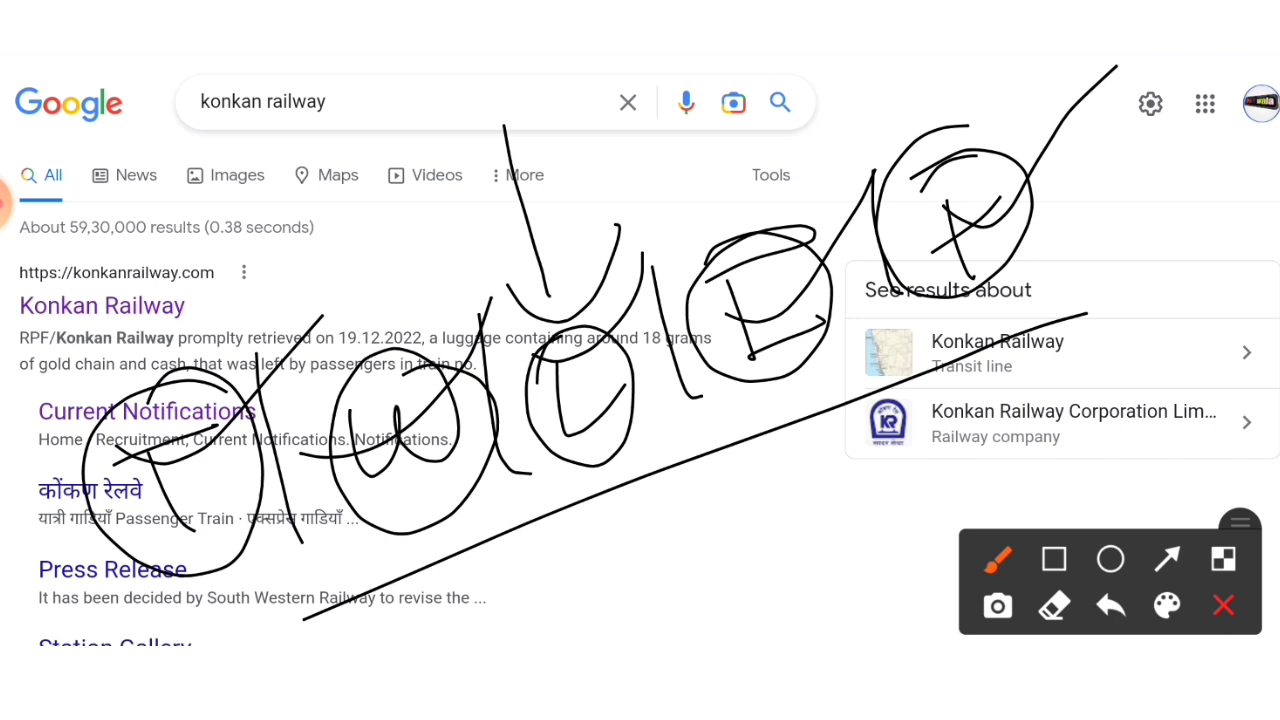 Google
konkan railway
All News Images Maps Videos More Tools
About 59,30,000 results (0.38 seconds)
https://konkanrailway.com
Konkan Railway
RPF/Konkan Railway promplty retrieved on 19.12.2022, a luggage containing around 18 grams
of gold chain and cash, that was left by passengers in train no.
Current Notifications
Home / Recruitment, Current Notifications. Notifications.
कोंकण रेलवे
यात्री गाडियाँ Passenger Train · एक्सप्रेस गाडियाँ ...
Press Release
It has been decided by South Western Railway to revise the ...
Station Gallery
See results about
Konkan Railway
Transit line
KR
Konkan Railway Corporation Lim...
Railway company